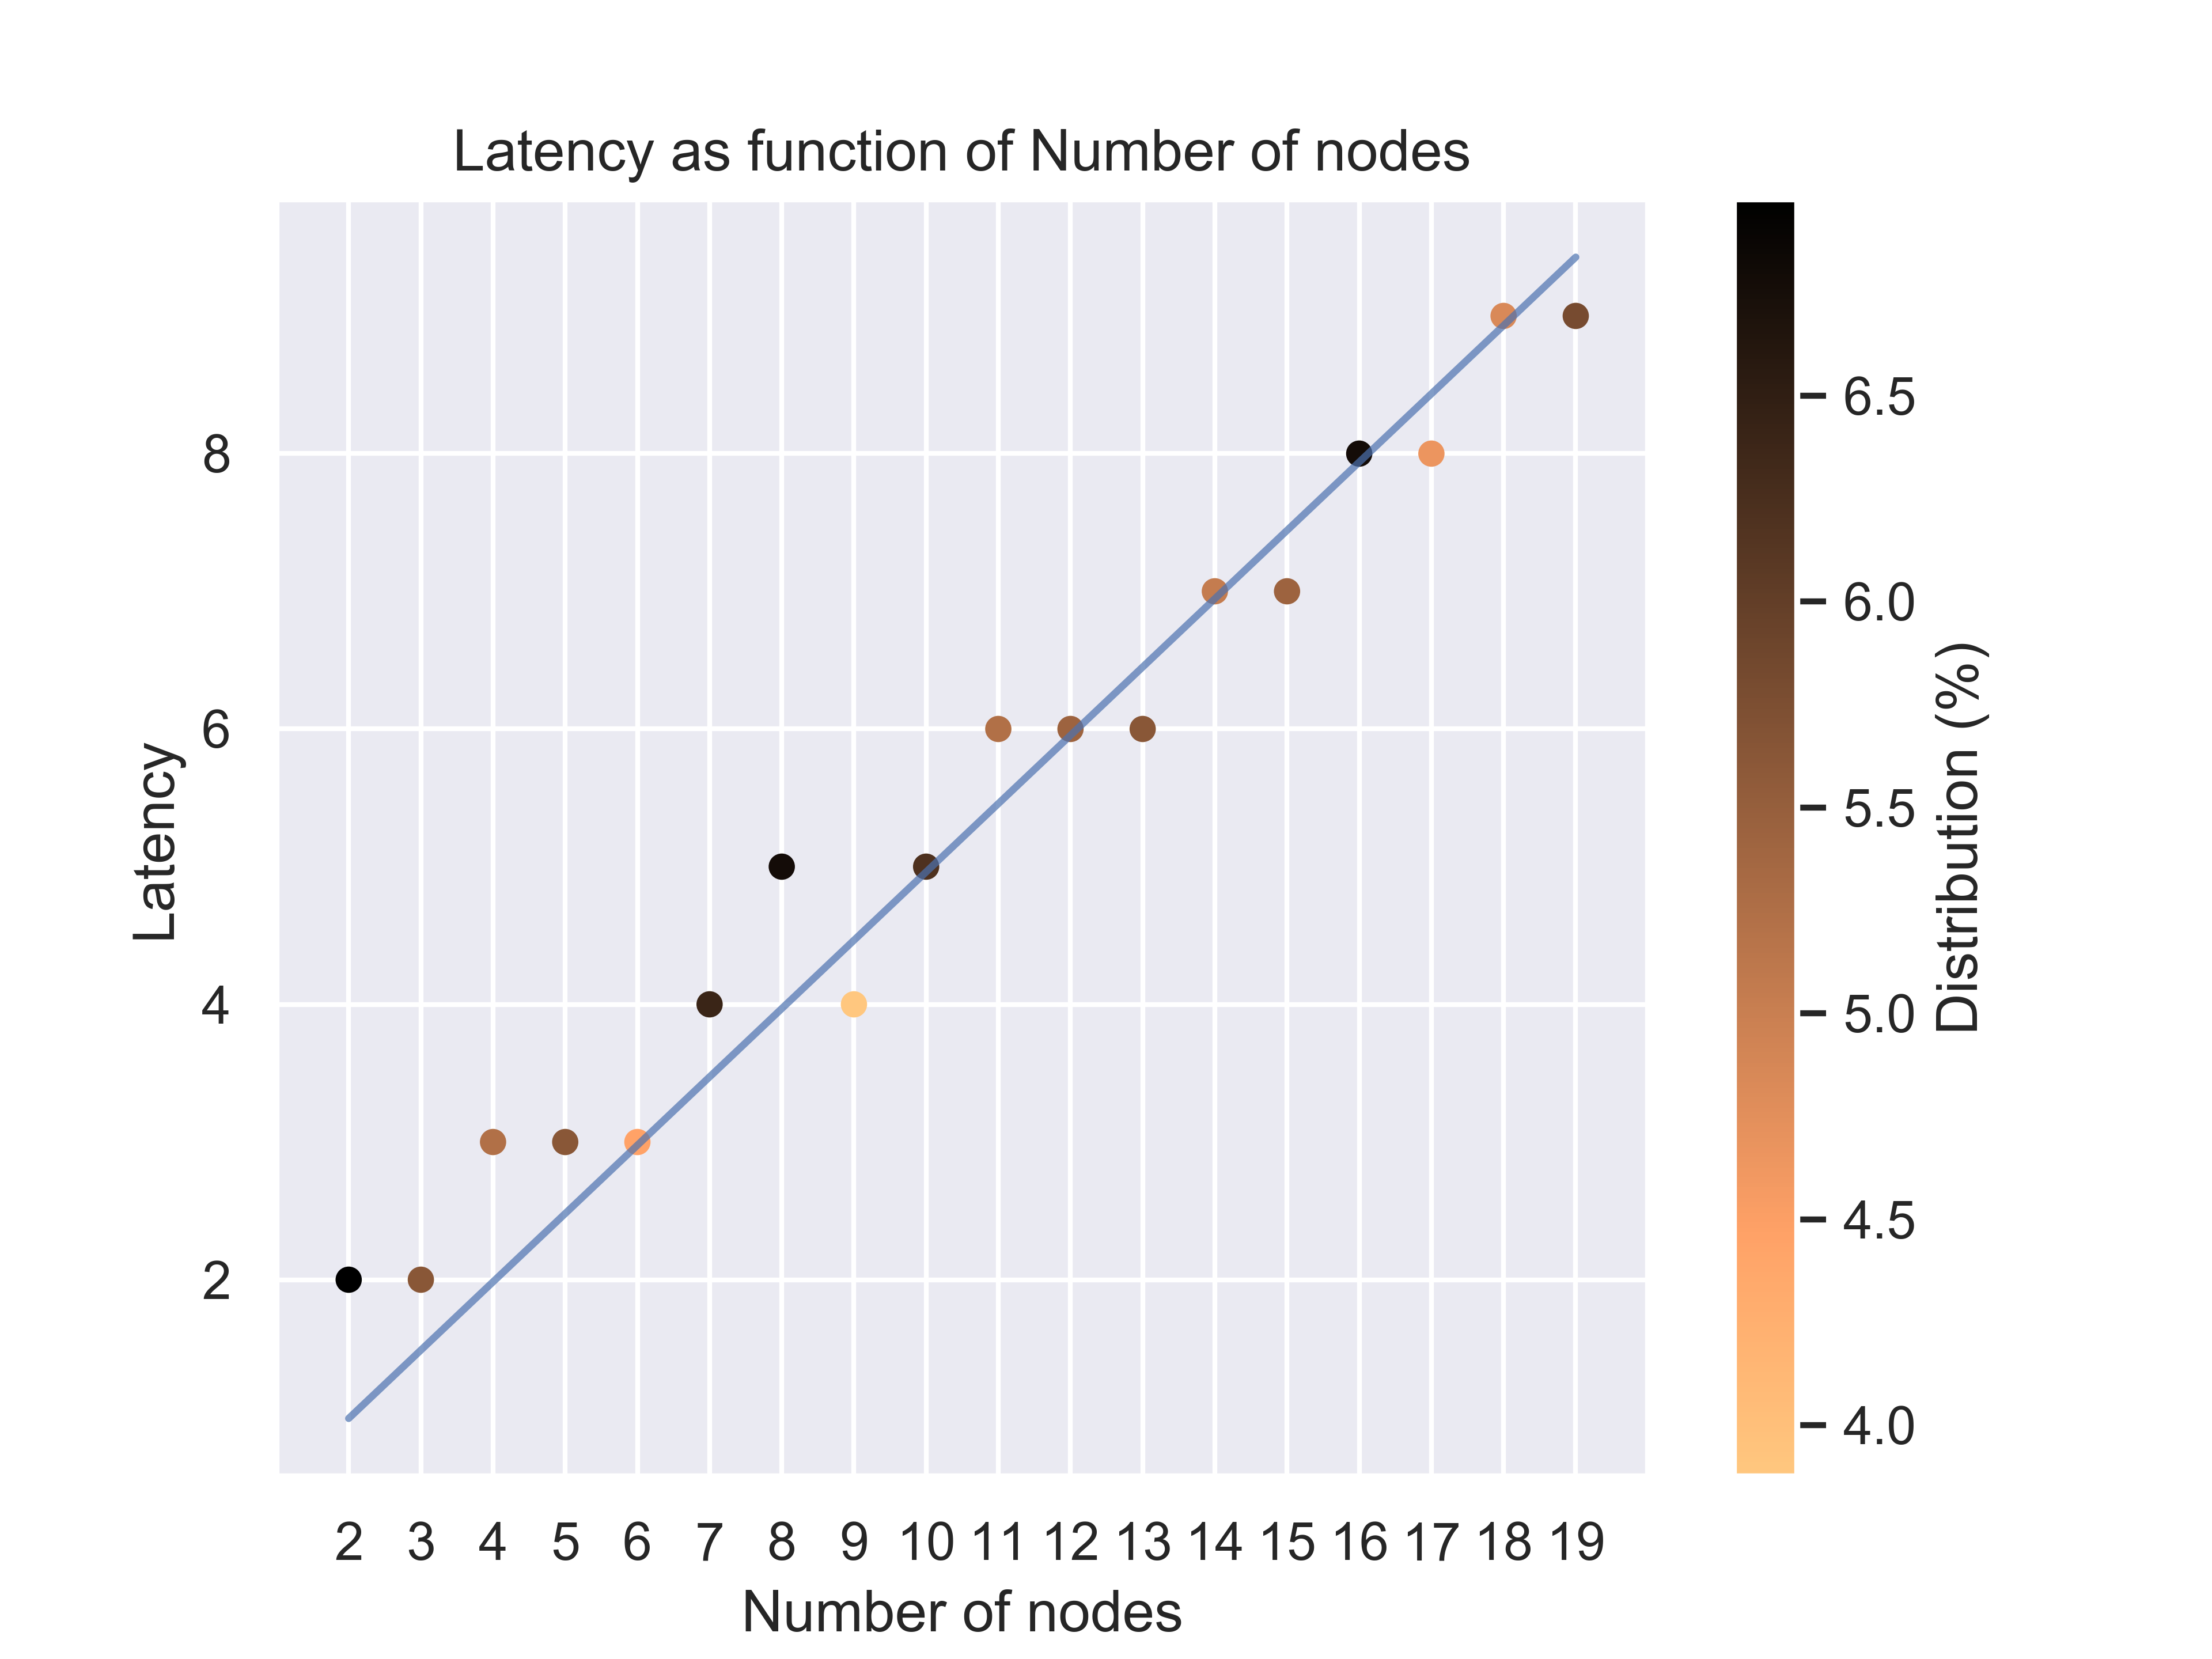 Latency as function of Number of nodes
8
6
4
2
Latency
2 3 4 5 6 7 8 9 10 11 12 13 14 15 16 17 18 19
Number of nodes
6.5
6.0
5.5
5.0
4.5
4.0
Distribution (%)